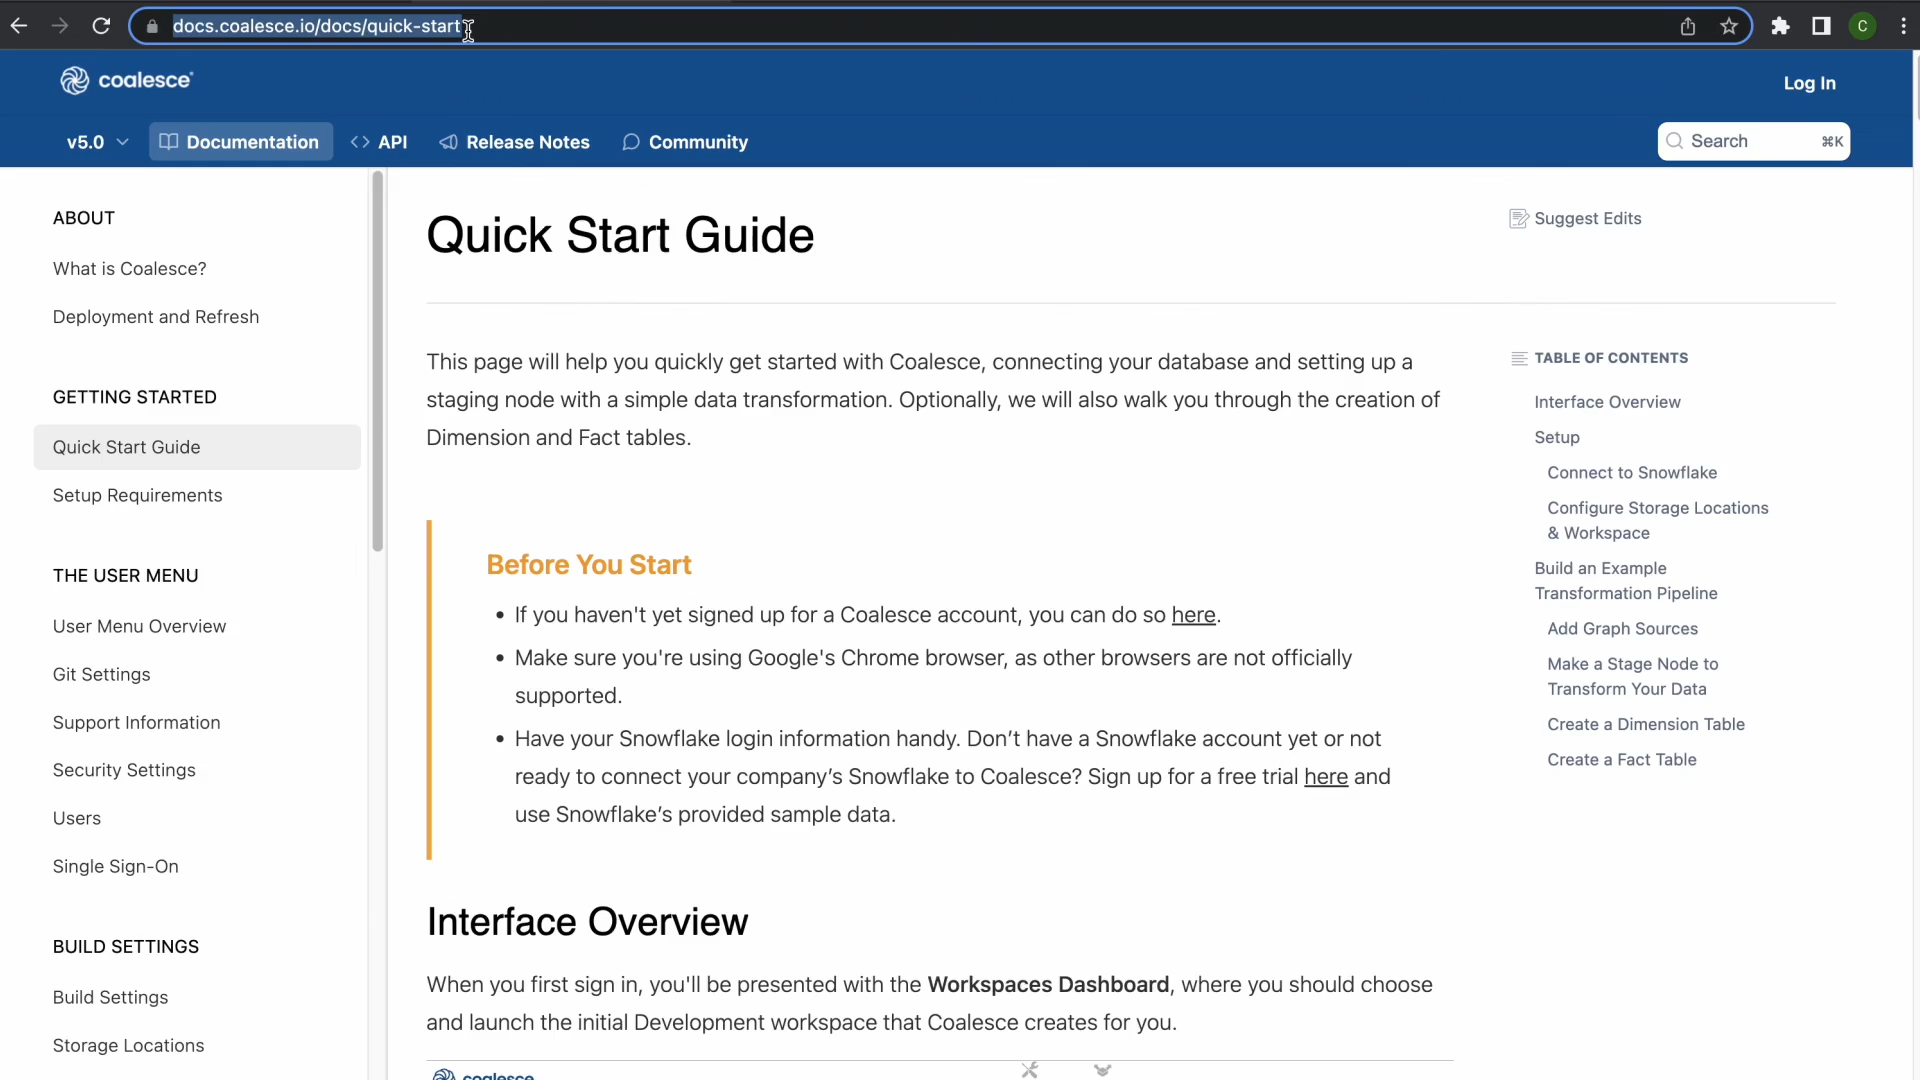 docs.coalesce.io/docs/quick-start
C
coalesce
Log In
v5.0
Documentation
API
Release Notes
Community
Search
⌘K
ABOUT
What is Coalesce?
Deployment and Refresh
GETTING STARTED
Quick Start Guide
Setup Requirements
THE USER MENU
User Menu Overview
Git Settings
Support Information
Security Settings
Users
Single Sign-On
BUILD SETTINGS
Build Settings
Storage Locations
Quick Start Guide
Suggest Edits
This page will help you quickly get started with Coalesce, connecting your database and setting up a
staging node with a simple data transformation. Optionally, we will also walk you through the creation of
Dimension and Fact tables.
Before You Start
• If you haven't yet signed up for a Coalesce account, you can do so here.
• Make sure you're using Google's Chrome browser, as other browsers are not officially
supported.
• Have your Snowflake login information handy. Don’t have a Snowflake account yet or not
ready to connect your company’s Snowflake to Coalesce? Sign up for a free trial here and
use Snowflake’s provided sample data.
Interface Overview
When you first sign in, you'll be presented with the Workspaces Dashboard, where you should choose
and launch the initial Development workspace that Coalesce creates for you.
coalesce
TABLE OF CONTENTS
Interface Overview
Setup
Connect to Snowflake
Configure Storage Locations
& Workspace
Build an Example
Transformation Pipeline
Add Graph Sources
Make a Stage Node to
Transform Your Data
Create a Dimension Table
Create a Fact Table